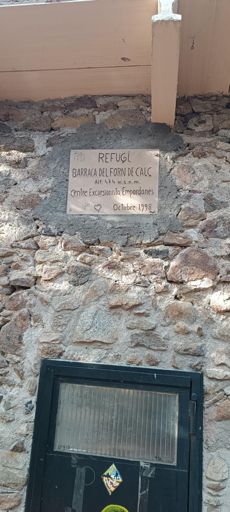 REFUGI
BARRACA DEL FORN DE CALÇ
Centre Excursionista Empordanès
Octubre 1998